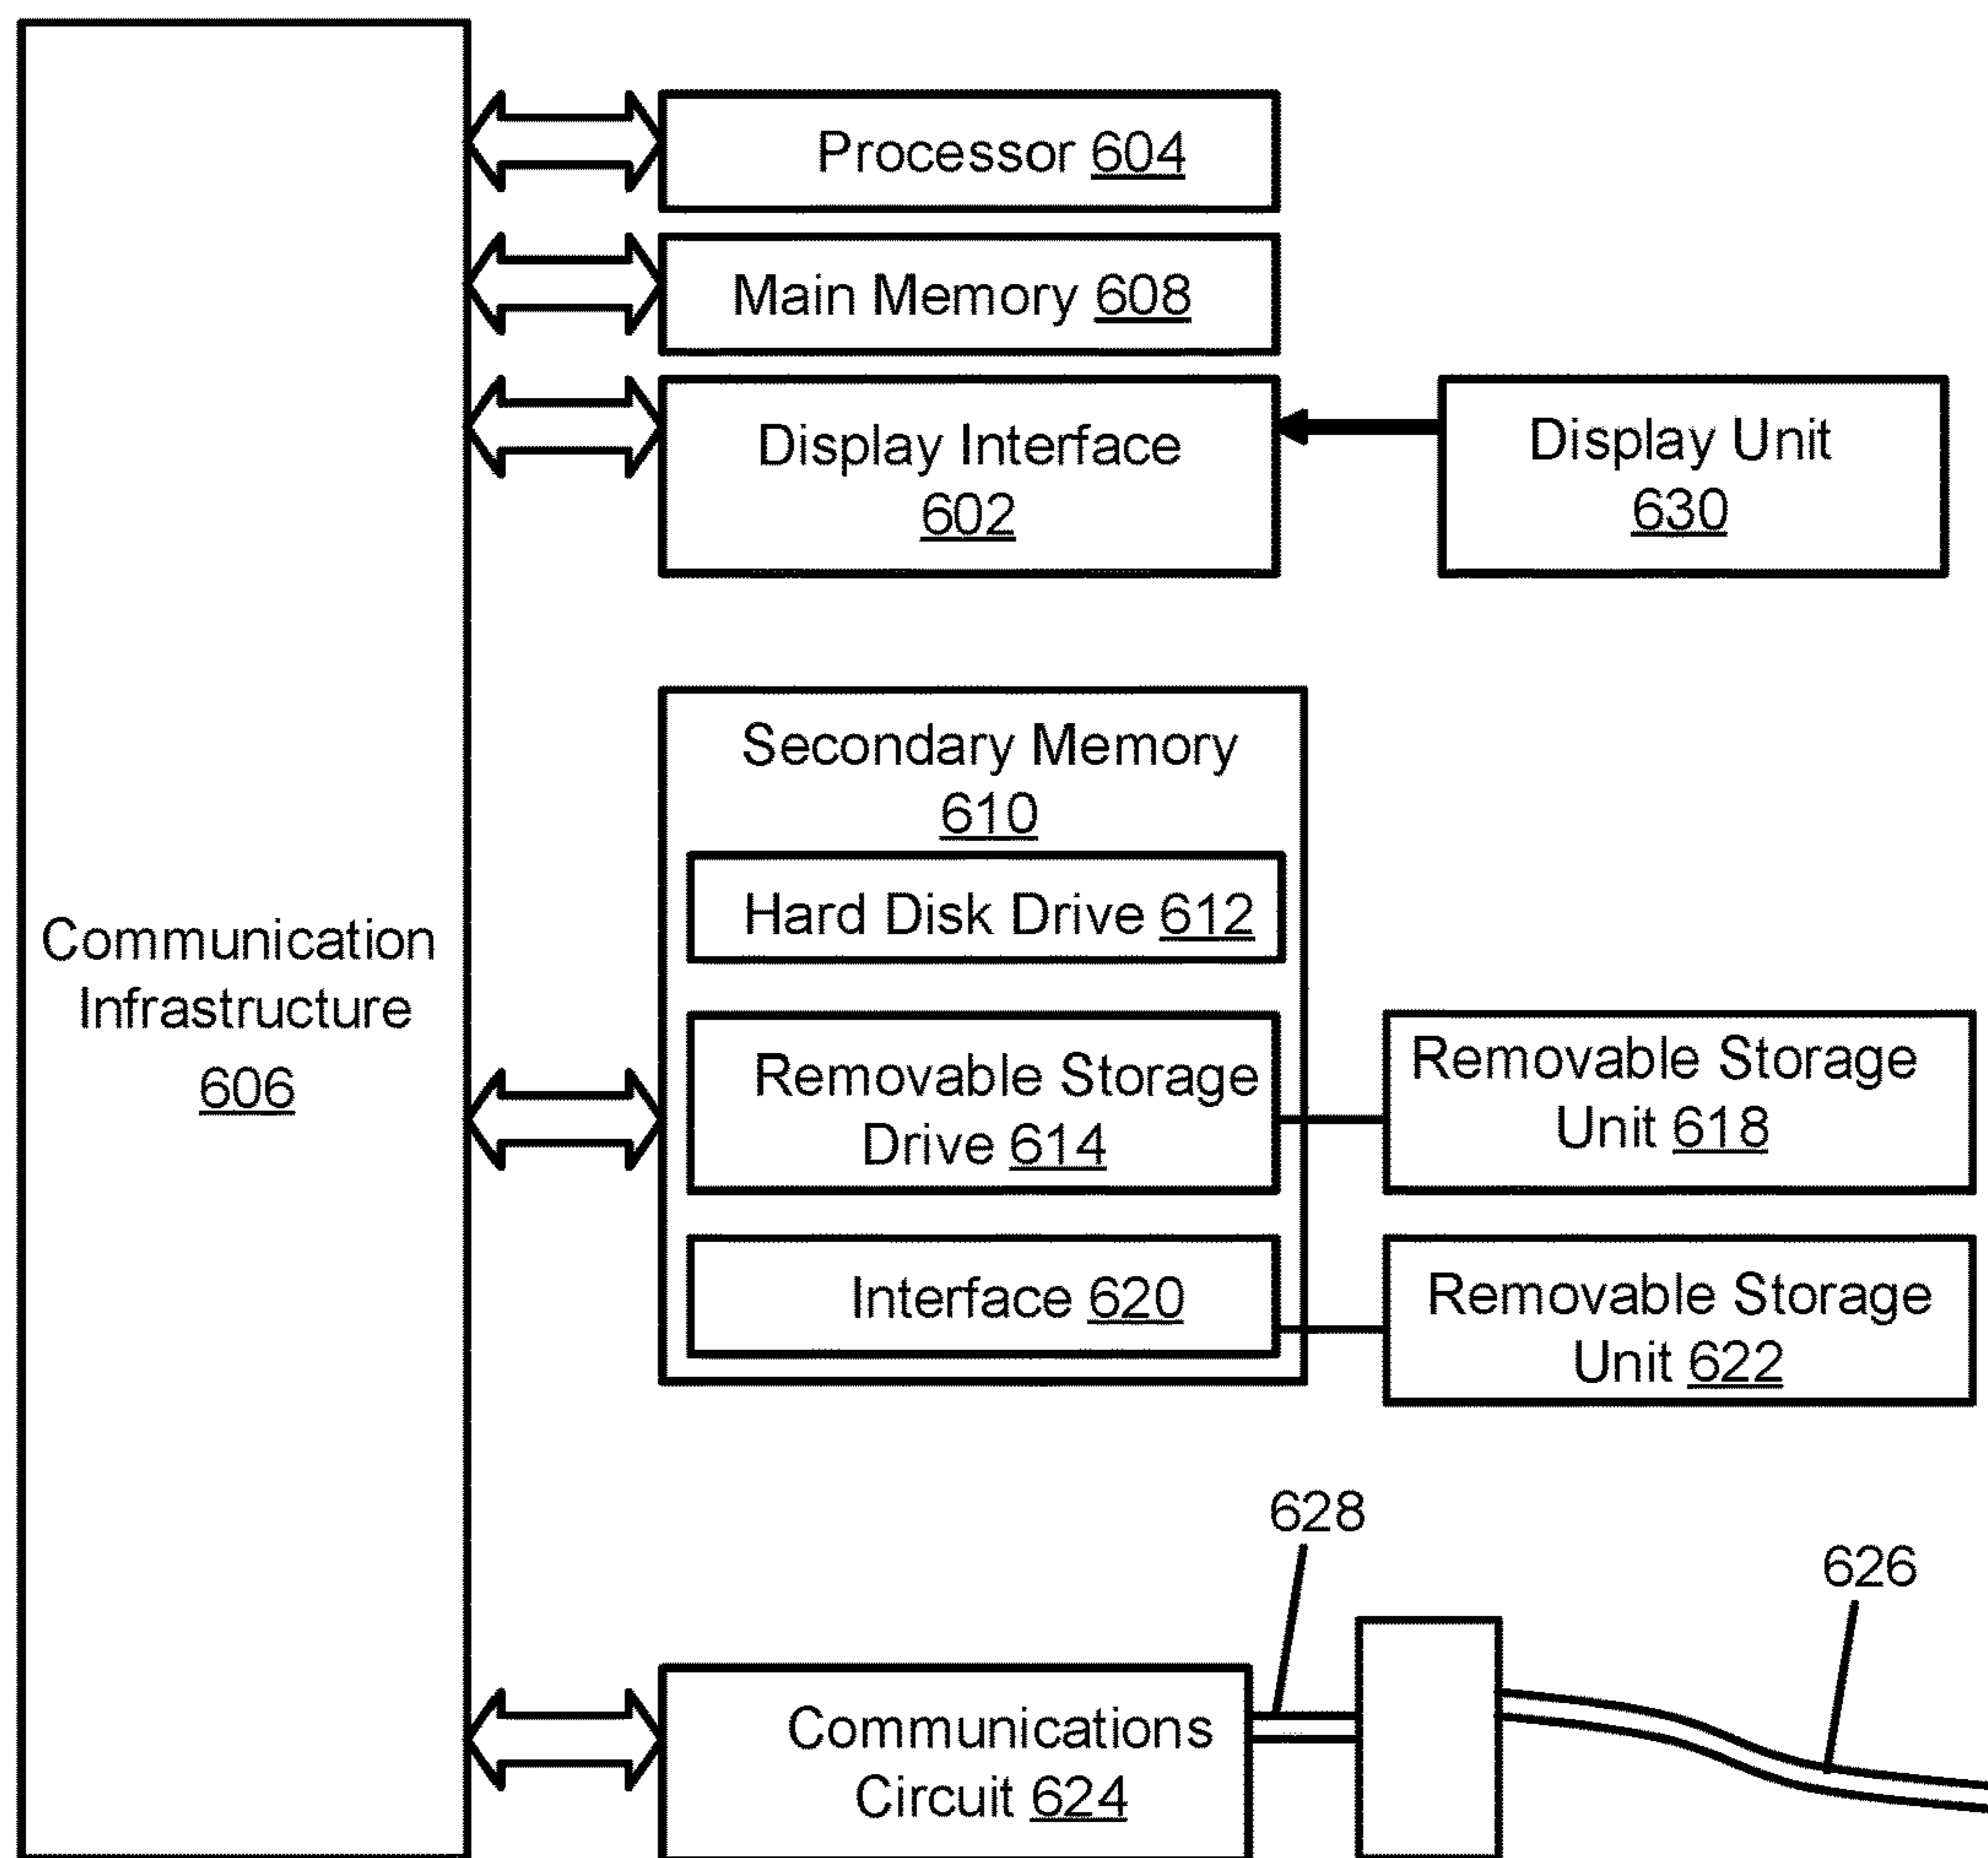 Processor 604
Main Memory 608
Display Interface
602
Display Unit
630
Secondary Memory
610
Hard Disk Drive 612
Communication
Infrastructure
606
Removable Storage
Drive 614
Removable Storage
Unit 618
Interface 620
Removable Storage
Unit 622
628
626
Communications
Circuit 624